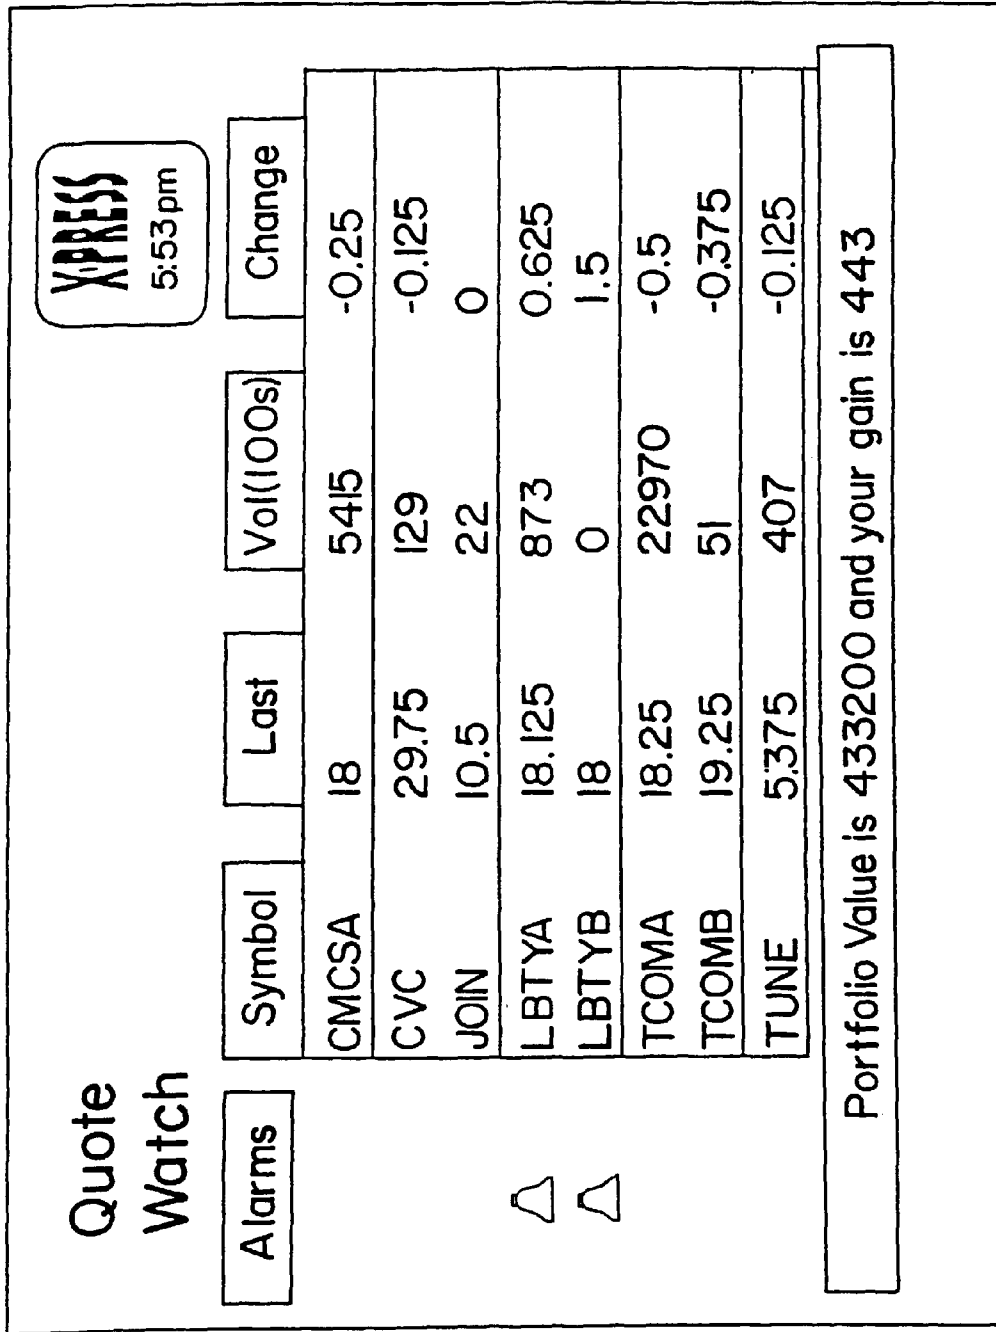 Quote
Watch
X·PRESS
5:53pm
Alarms Symbol Last Vol(100s) Change
CMCSA 18 5415 -0.25
CVC 29.75 129 -0.125
JOIN 10.5 22 0
LBTYA 18.125 873 0.625
LBTYB 18 0 1.5
TCOMA 18.25 22970 -0.5
TCOMB 19.25 51 -0.375
TUNE 5.375 407 -0.125
Portfolio Value is 433200 and your gain is 443